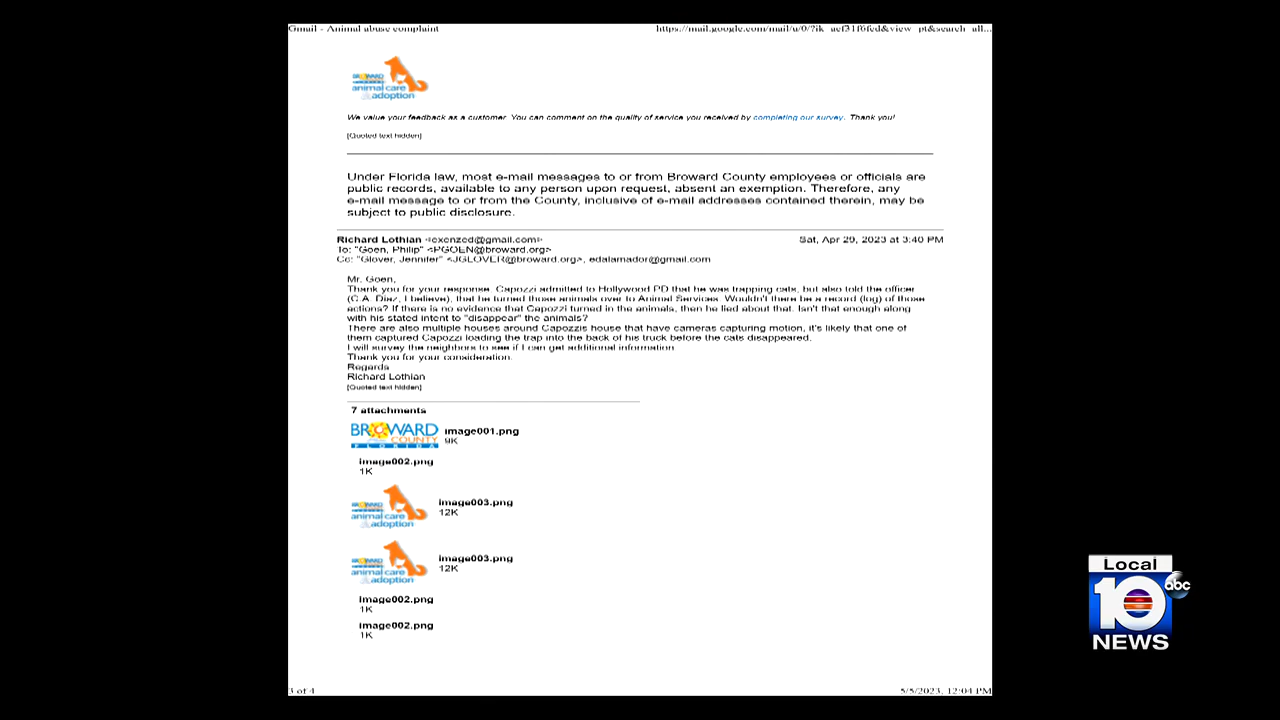 Gmail - Animal abuse complaint https://mail.google.com/mail/u/0/?ik=aef31f6fed&view=pt&search=all...
BROWARD
animal care
& adoption
We value your feedback as a customer. You can comment on the quality of service you received by completing our survey. Thank you!
[Quoted text hidden]
Under Florida law, most e-mail messages to or from Broward County employees or officials are
public records, available to any person upon request, absent an exemption. Therefore, any
e-mail message to or from the County, inclusive of e-mail addresses contained therein, may be
subject to public disclosure.
Richard Lothian <exenzed@gmail.com> Sat, Apr 29, 2023 at 3:40 PM
To: "Goen, Philip" <PGOEN@broward.org>
Cc: "Glover, Jennifer" <JGLOVER@broward.org>, edalamador@gmail.com
Mr. Goen,
Thank you for your response. Capozzi admitted to Hollywood PD that he was trapping cats, but also told the officer
(C.A. Diaz, I believe), that he turned those animals over to Animal Services. Wouldn't there be a record (log) of those
actions? If there is no evidence that Capozzi turned in the animals, then he lied about that. Isn't that enough along
with his stated intent to "disappear" the animals?
There are also multiple houses around Capozzis house that have cameras capturing motion, it's likely that one of
them captured Capozzi loading the trap into the back of his truck before the cats disappeared.
I will survey the neighbors to see if I can get additional information.
Thank you for your consideration.
Regards
Richard Lothian
[Quoted text hidden]
7 attachments
BROWARD
COUNTY
FLORIDA
image001.png
9K
image002.png
1K
BROWARD
animal care
& adoption
image003.png
12K
BROWARD
animal care
& adoption
image003.png
12K
image002.png
1K
image002.png
1K
3 of 4 5/5/2023, 12:04 PM
Local
10
abc
NEWS